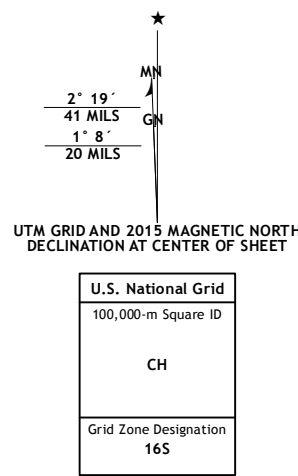 ★
MN
2° 19´
41 MILS
GN
1° 8´
20 MILS
UTM GRID AND 2015 MAGNETIC NORTH
DECLINATION AT CENTER OF SHEET
U.S. National Grid
100,000-m Square ID
CH
Grid Zone Designation
16S